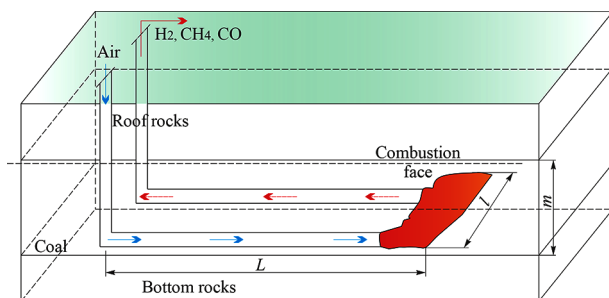 H2, CH4, CO
Air
Roof rocks
Combustion
face
l
m
Coal
L
Bottom rocks